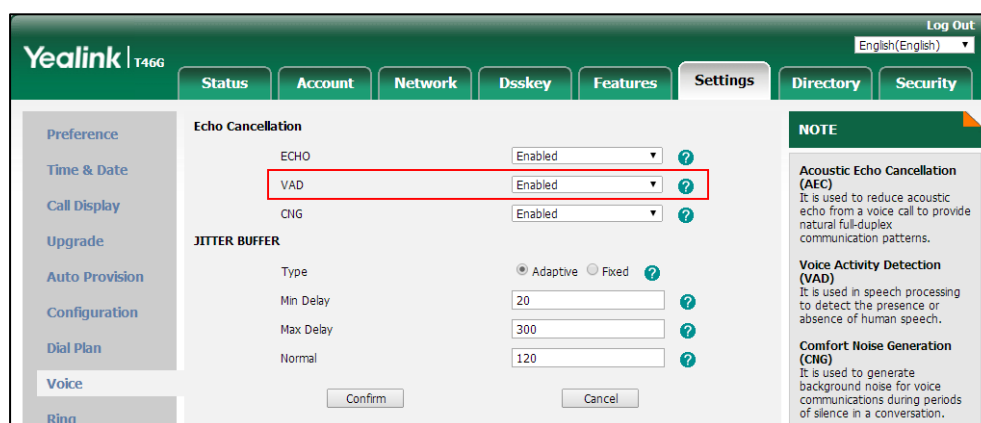 Log Out
Yealink | T46G
English(English)
Status Account Network Dsskey Features Settings Directory Security
Preference
Time & Date
Call Display
Upgrade
Auto Provision
Configuration
Dial Plan
Voice
Ring
Echo Cancellation
ECHO Enabled ?
VAD Enabled ?
CNG Enabled ?
JITTER BUFFER
Type Adaptive Fixed ?
Min Delay 20 ?
Max Delay 300 ?
Normal 120 ?
Confirm Cancel
NOTE
Acoustic Echo Cancellation
(AEC)
It is used to reduce acoustic
echo from a voice call to provide
natural full-duplex
communication patterns.
Voice Activity Detection
(VAD)
It is used in speech processing
to detect the presence or
absence of human speech.
Comfort Noise Generation
(CNG)
It is used to generate
background noise for voice
communications during periods
of silence in a conversation.